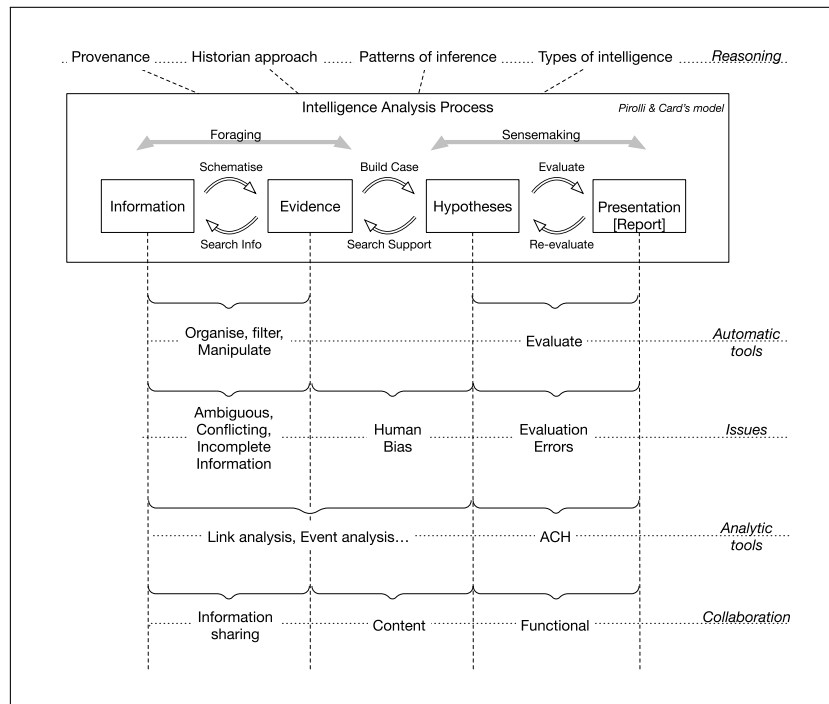 Provenance Historian approach Patterns of inference Types of intelligence Reasoning
Intelligence Analysis Process Pirolli & Card's model
Foraging Sensemaking
Schematise Build Case Evaluate
Information Evidence Hypotheses Presentation
[Report]
Search Info Search Support Re-evaluate
Organise, filter,
Manipulate
Evaluate
Automatic
tools
Ambiguous,
Conflicting,
Incomplete
Information
Human
Bias
Evaluation
Errors
Issues
Link analysis, Event analysis...
ACH
Analytic
tools
Information
sharing
Content
Functional
Collaboration